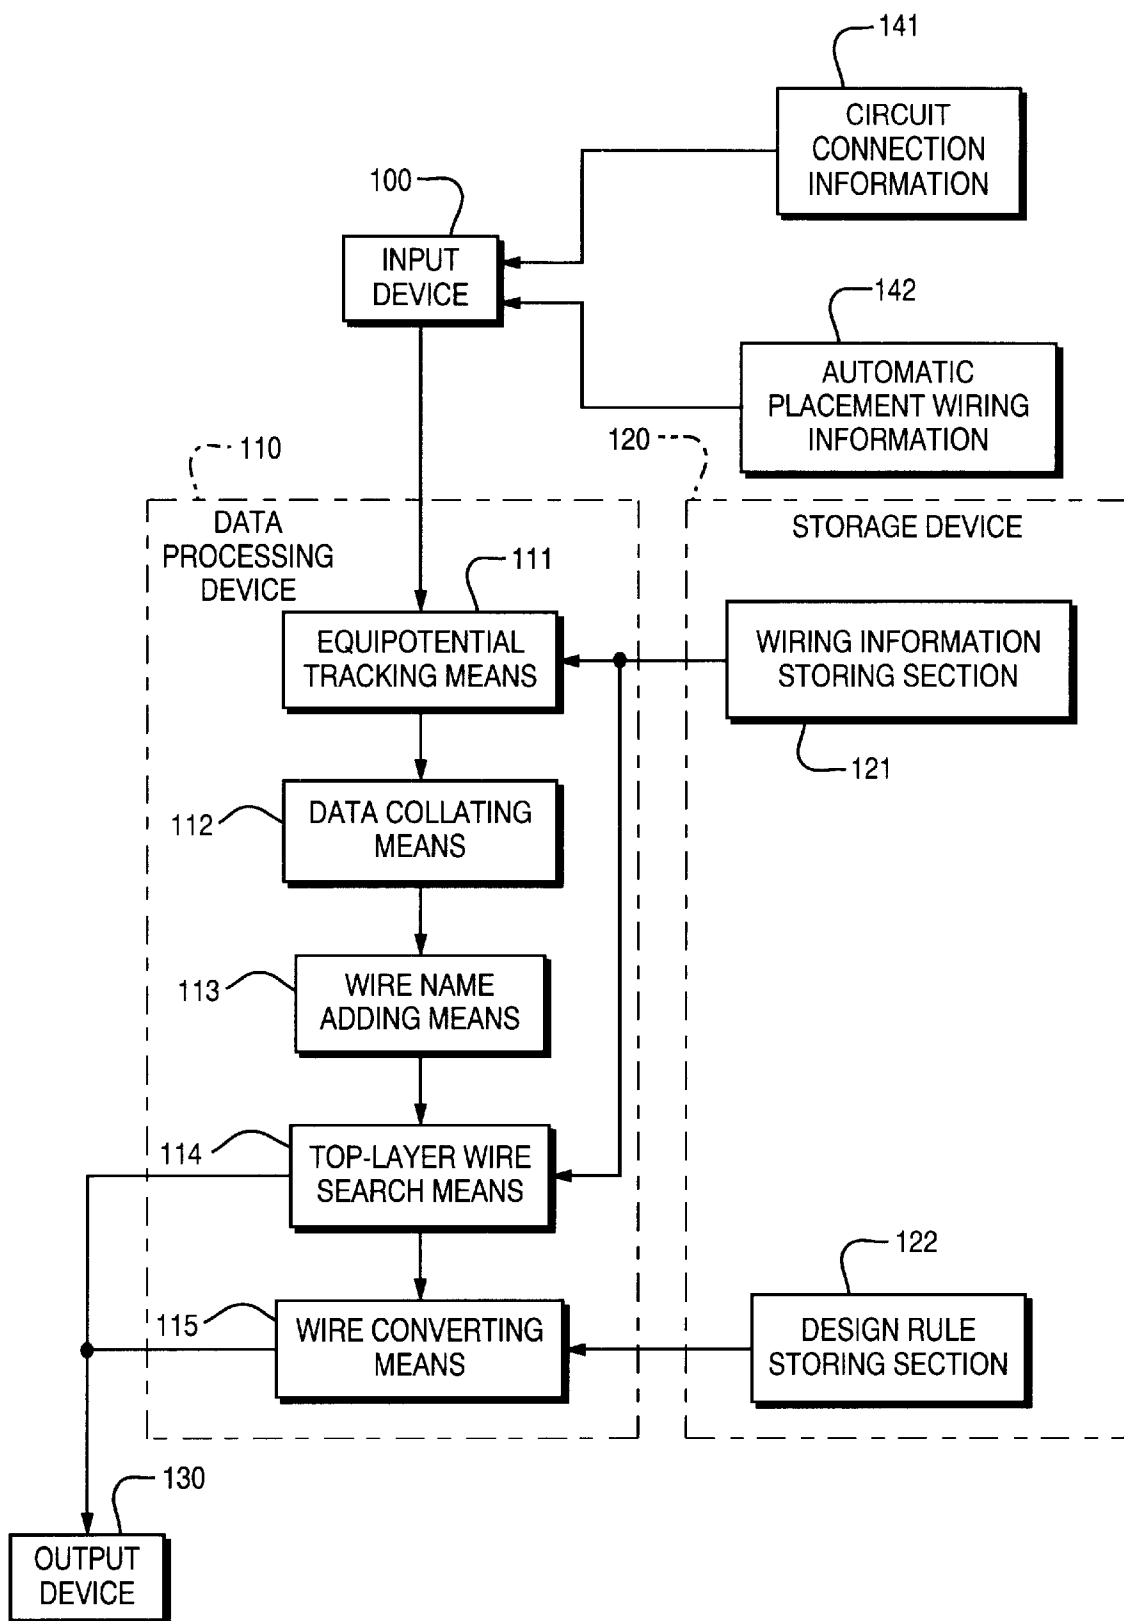 141
CIRCUIT
CONNECTION
INFORMATION
100
INPUT
DEVICE
142
AUTOMATIC
PLACEMENT WIRING
INFORMATION
110
120
DATA
PROCESSING
DEVICE
STORAGE DEVICE
111
EQUIPOTENTIAL
TRACKING MEANS
WIRING INFORMATION
STORING SECTION
121
112
DATA COLLATING
MEANS
113
WIRE NAME
ADDING MEANS
114
TOP-LAYER WIRE
SEARCH MEANS
122
115
WIRE CONVERTING
MEANS
DESIGN RULE
STORING SECTION
130
OUTPUT
DEVICE